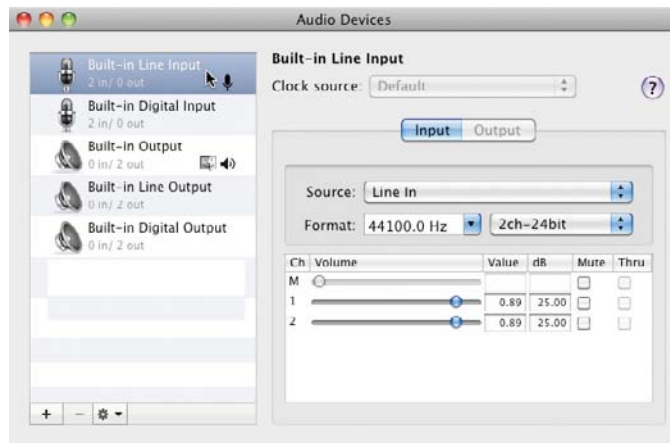 Audio Devices
Built-in Line Input
2 in/ 0 out
Built-in Digital Input
2 in/ 0 out
Built-in Output
0 in/ 2 out
Built-in Line Output
0 in/ 2 out
Built-in Digital Output
0 in/ 2 out
+ −
Built-in Line Input
Clock source: Default
?
Input Output
Source: Line In
Format: 44100.0 Hz 2ch-24bit
Ch Volume Value dB Mute Thru
M
1 0.89 25.00
2 0.89 25.00